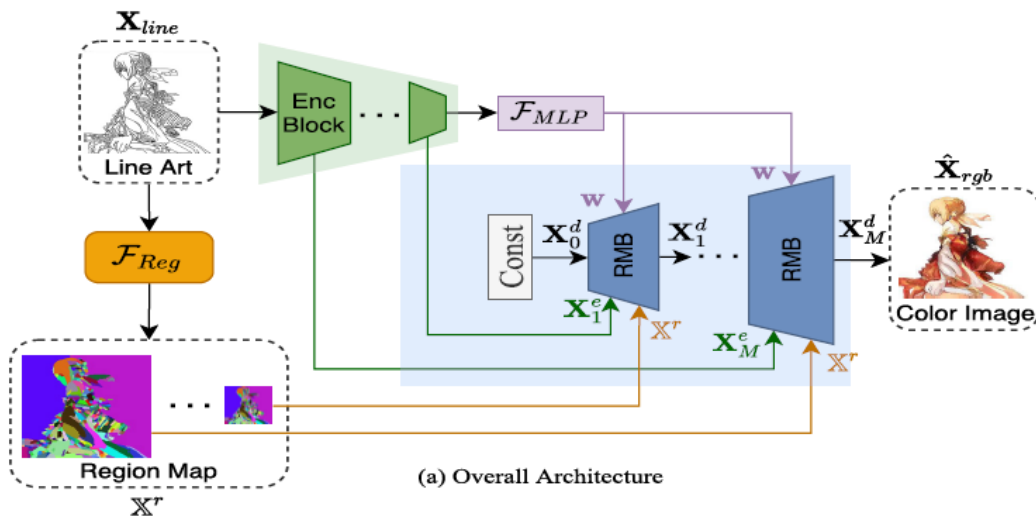 X_line
Line Art
Enc
Block
. . .
F_MLP
w
w
X̂_rgb
F_Reg
Const
X_0^d
RMB
X_1^d
. . .
RMB
X_M^d
Color Image
X_1^e
𝕏^r
X_M^e
𝕏^r
. . .
Region Map
𝕏^r
(a) Overall Architecture